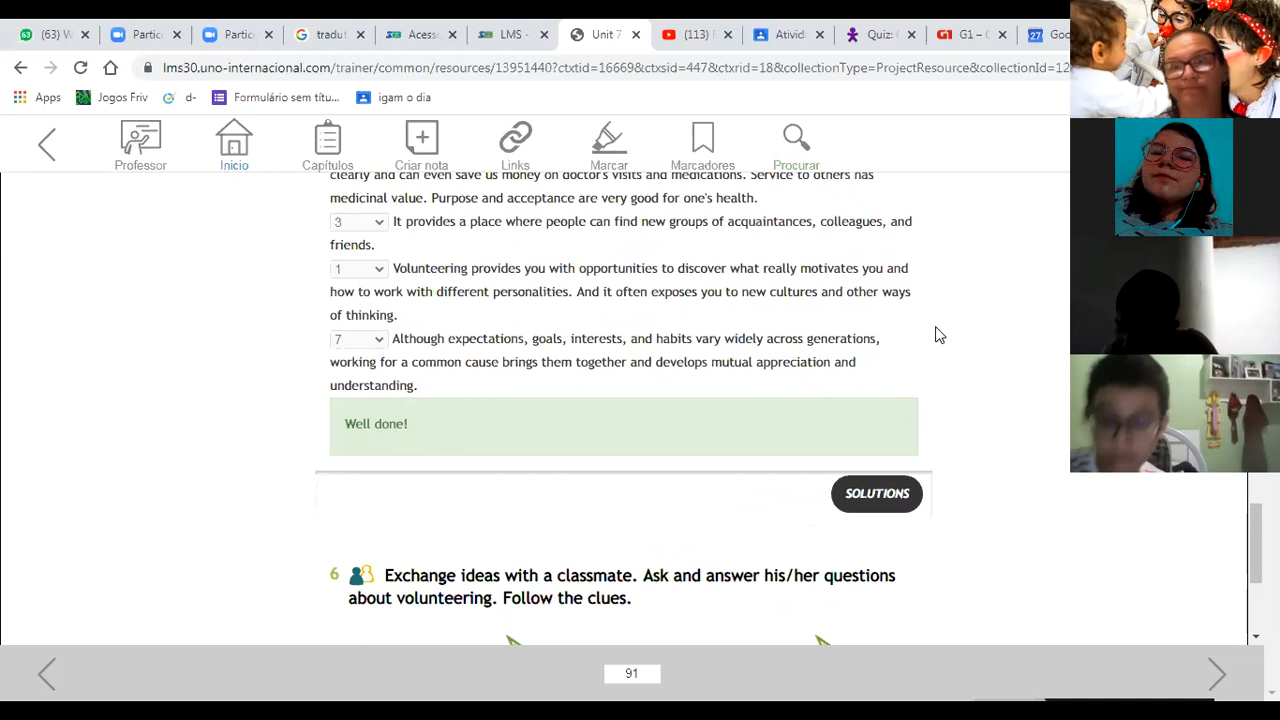 (63) W
Partic
Partic
tradut
Acess
LMS -
Unit 7
(113) F
Ativid
Quiz:
G1 – C
Goo
lms30.uno-internacional.com/trainer/common/resources/13951440?ctxtid=16669&ctxsid=447&ctxrid=18&collectionType=ProjectResource&collectionId=12
Apps
Jogos Friv
d-
Formulário sem títu...
igam o dia
Professor
Inicio
Capítulos
Criar nota
Links
Marcar
Marcadores
Procurar
clearly and can even save us money on doctor's visits and medications. Service to others has
medicinal value. Purpose and acceptance are very good for one's health.
3 It provides a place where people can find new groups of acquaintances, colleagues, and
friends.
1 Volunteering provides you with opportunities to discover what really motivates you and
how to work with different personalities. And it often exposes you to new cultures and other ways
of thinking.
7 Although expectations, goals, interests, and habits vary widely across generations,
working for a common cause brings them together and develops mutual appreciation and
understanding.
Well done!
SOLUTIONS
6 Exchange ideas with a classmate. Ask and answer his/her questions
about volunteering. Follow the clues.
91